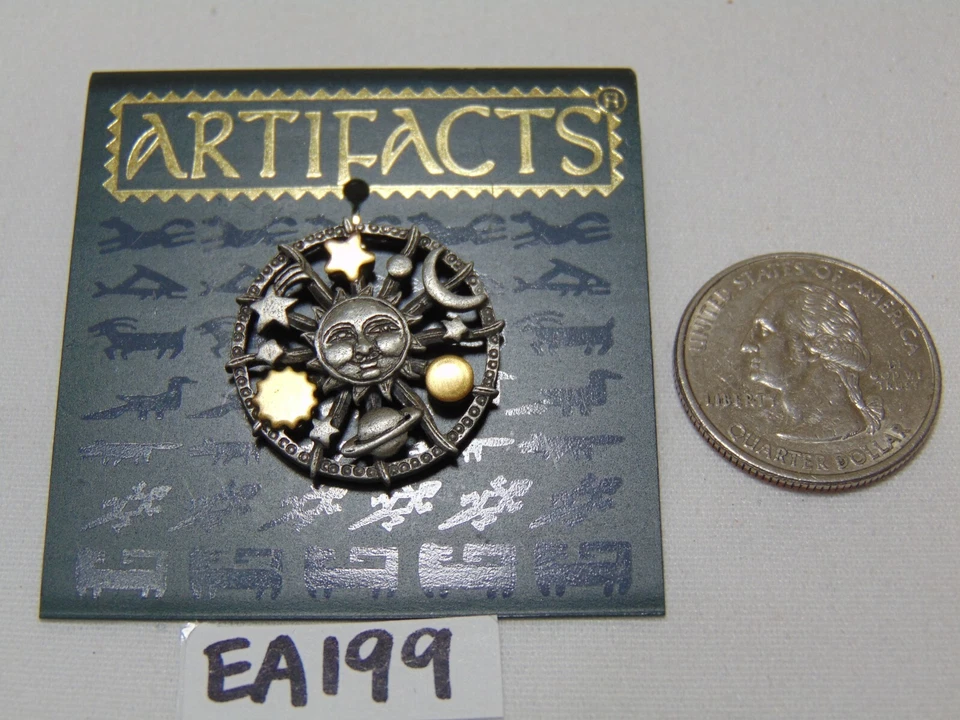 ARTIFACTS®
UNITED STATES OF AMERICA
LIBERTY
QUARTER DOLLAR
EA199